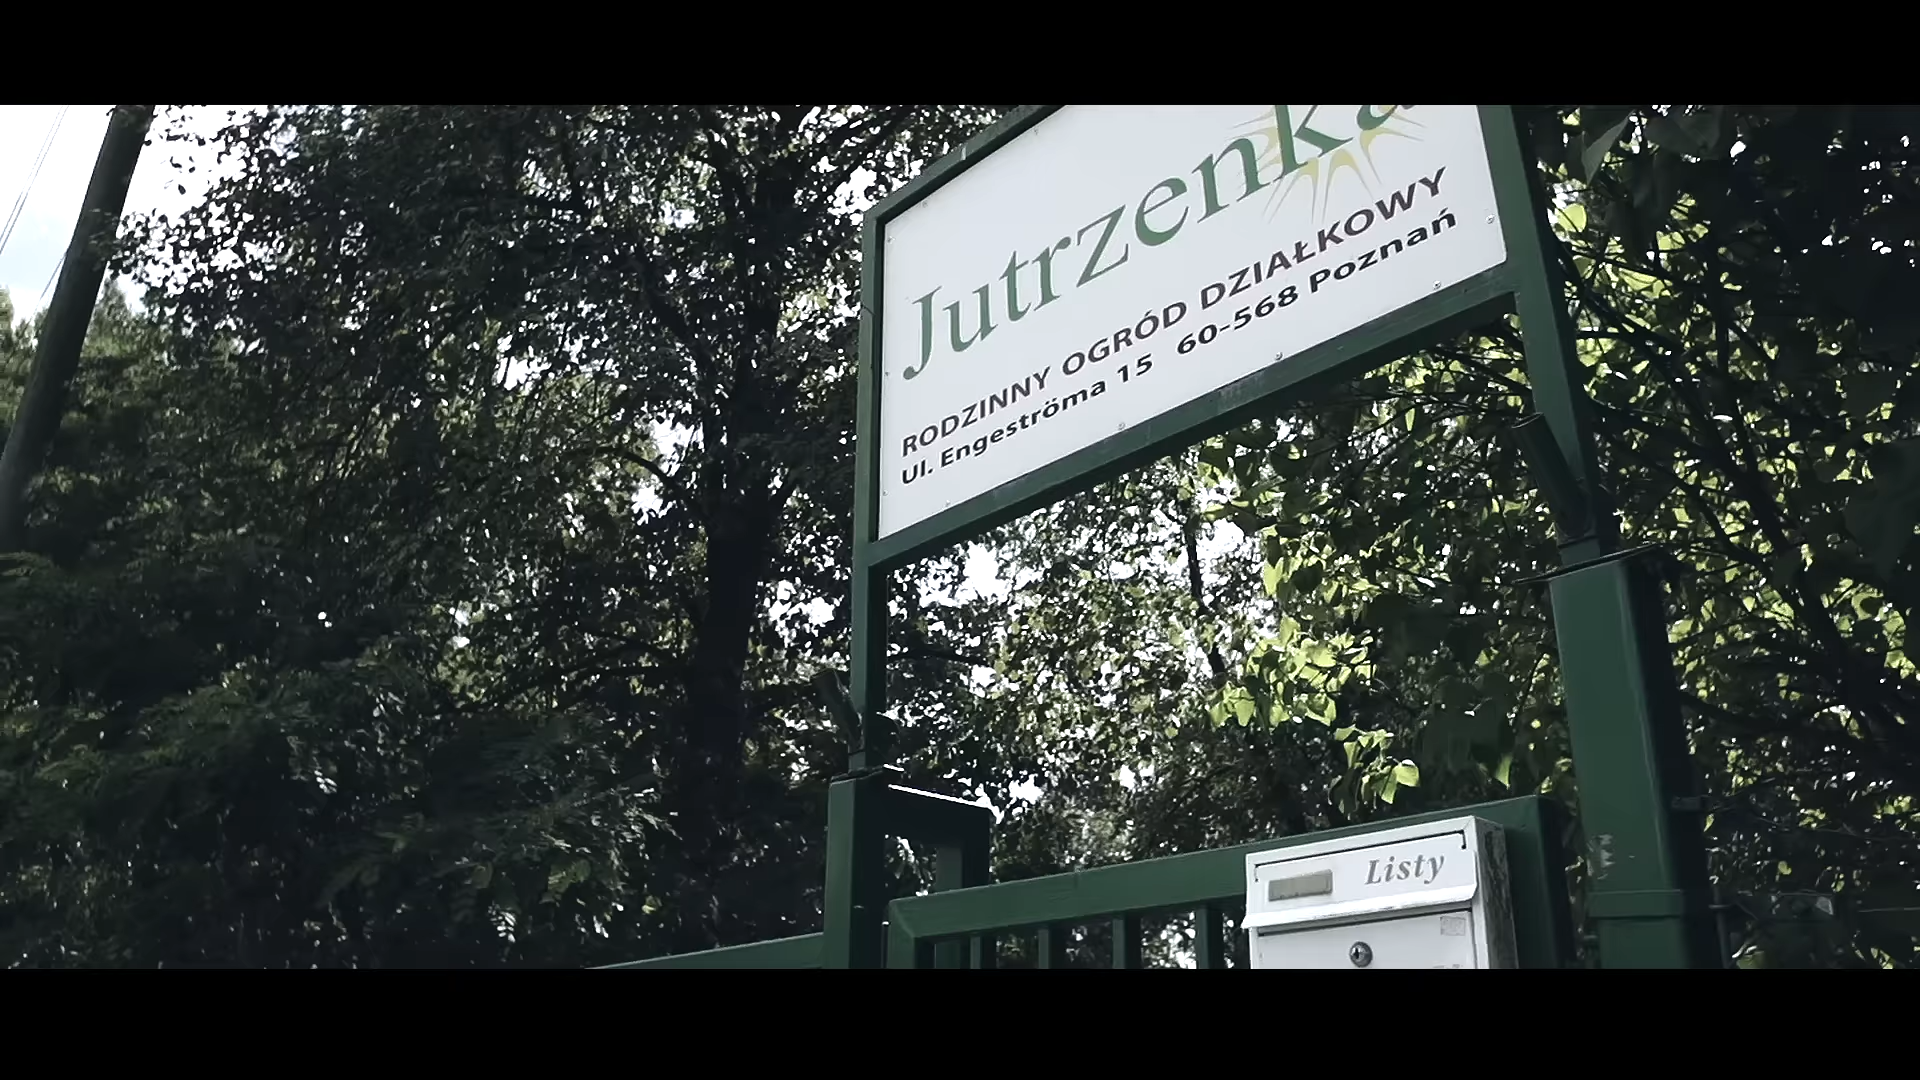 Jutrzenka
RODZINNY OGRÓD DZIAŁKOWY
Ul. Engeströma 15 60-568 Poznań
Listy